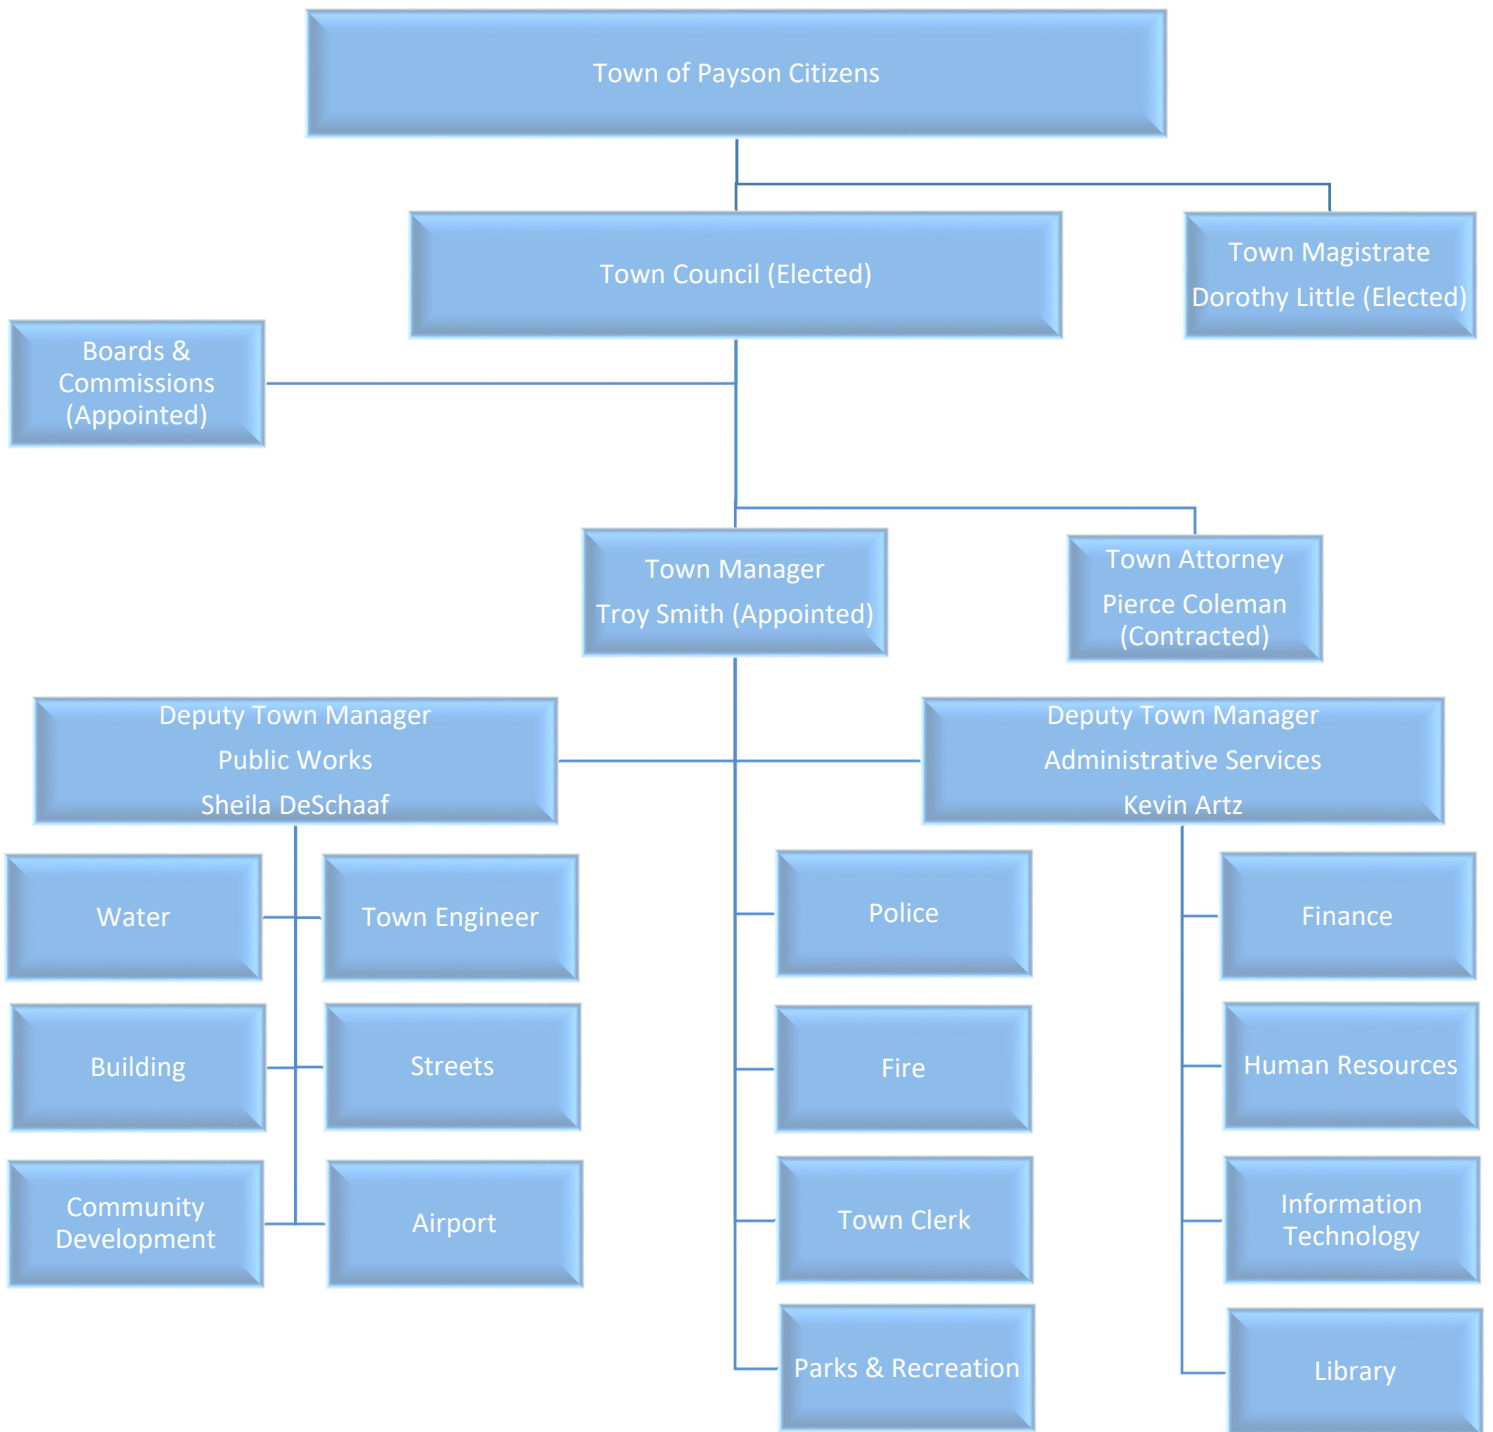 Town of Payson Citizens
Town Council (Elected)
Town Magistrate
Dorothy Little (Elected)
Boards &
Commissions
(Appointed)
Town Manager
Troy Smith (Appointed)
Town Attorney
Pierce Coleman
(Contracted)
Deputy Town Manager
Public Works
Sheila DeSchaaf
Deputy Town Manager
Administrative Services
Kevin Artz
Water
Town Engineer
Police
Finance
Building
Streets
Fire
Human Resources
Community
Development
Airport
Town Clerk
Information
Technology
Parks & Recreation
Library